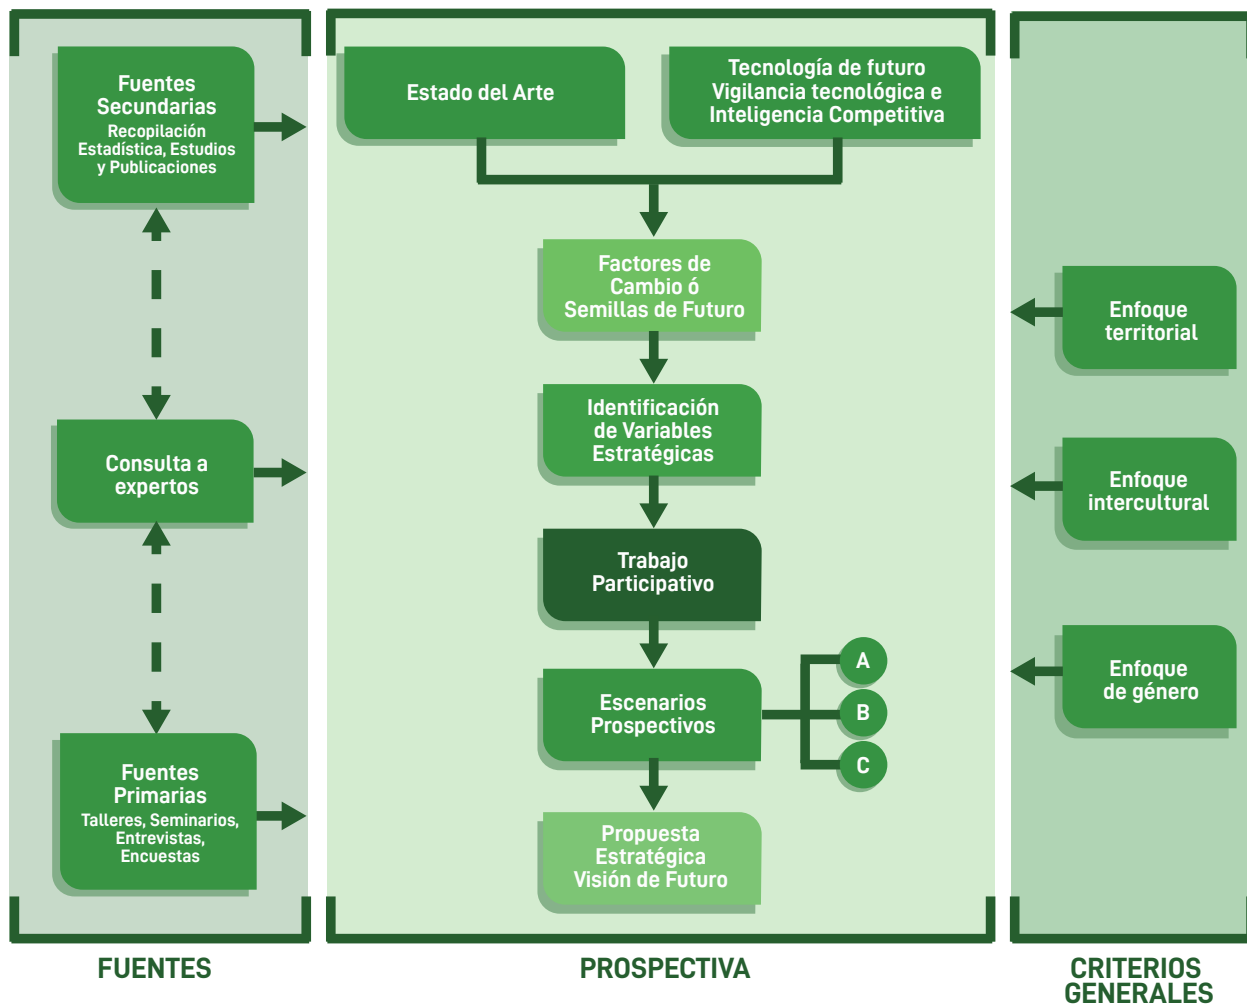 Fuentes
Secundarias
Recopilación
Estadística, Estudios
y Publicaciones
Consulta a
expertos
Fuentes
Primarias
Talleres, Seminarios,
Entrevistas,
Encuestas
FUENTES
Estado del Arte
Tecnología de futuro
Vigilancia tecnológica e
Inteligencia Competitiva
Factores de
Cambio ó
Semillas de Futuro
Identificación
de Variables
Estratégicas
Trabajo
Participativo
Escenarios
Prospectivos
A
B
C
Propuesta
Estratégica
Visión de Futuro
PROSPECTIVA
Enfoque
territorial
Enfoque
intercultural
Enfoque
de género
CRITERIOS
GENERALES